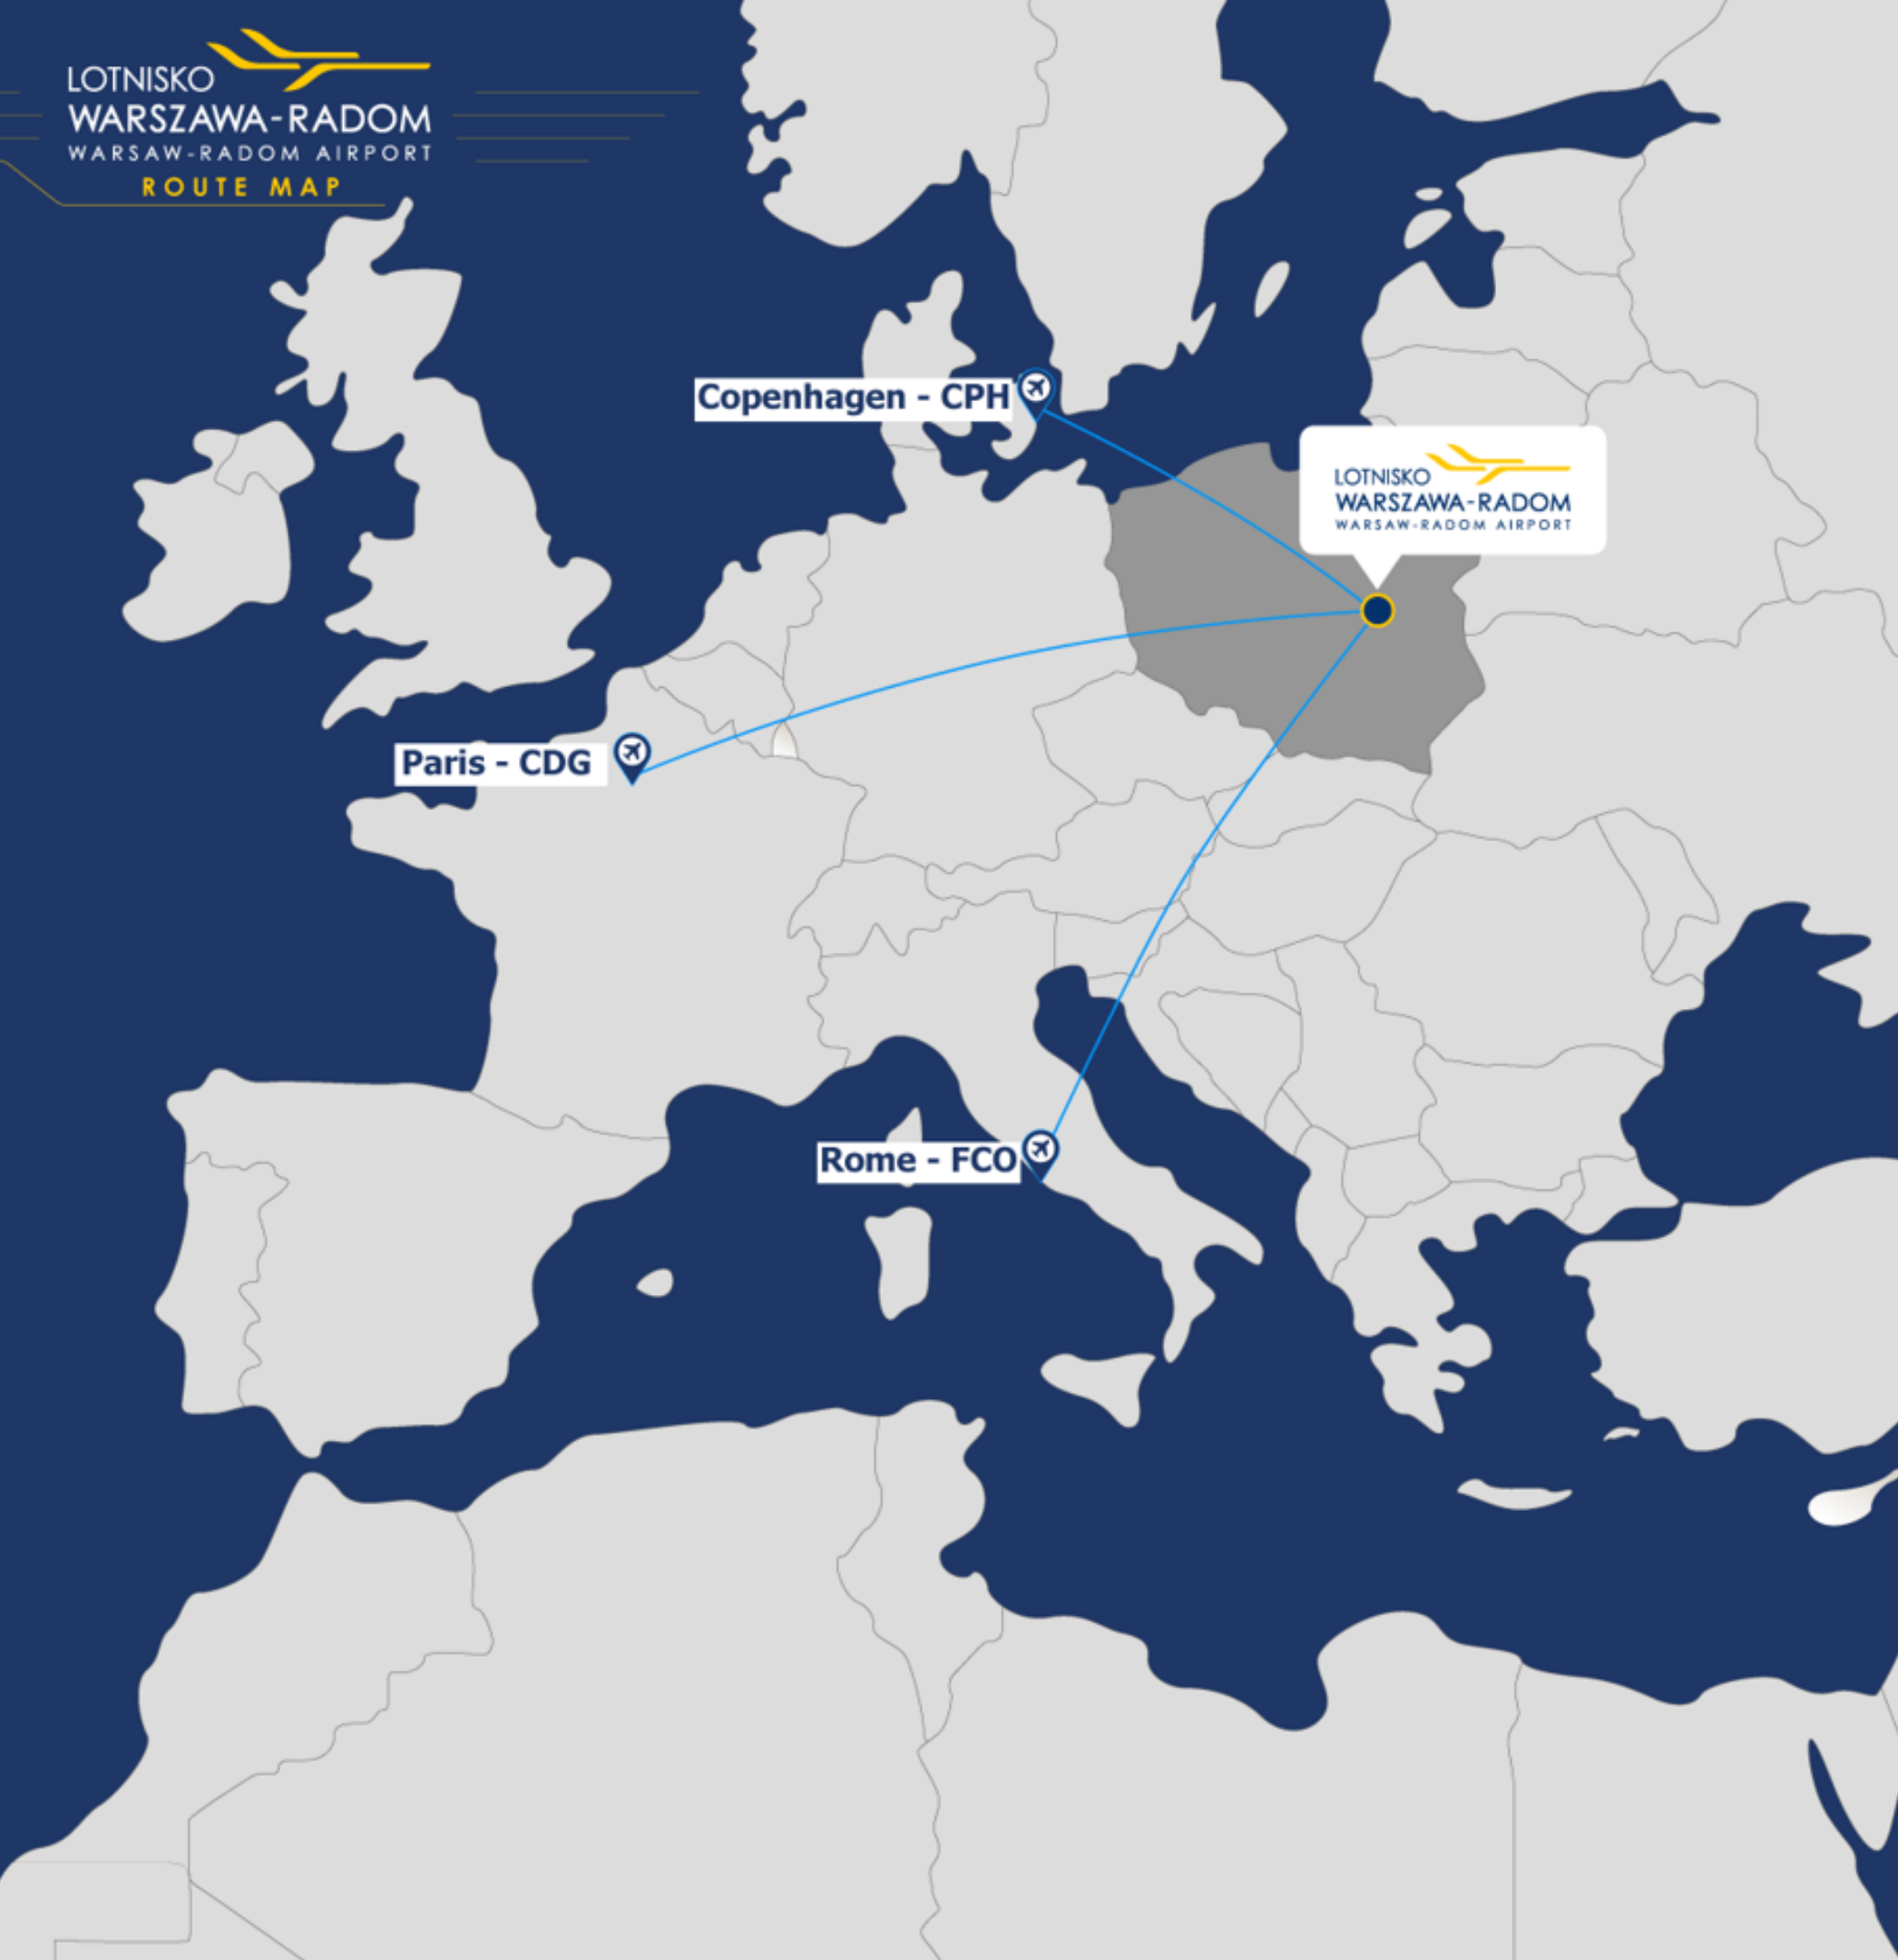 LOTNISKO
WARSZAWA-RADOM
WARSAW-RADOM AIRPORT
ROUTE MAP
Copenhagen - CPH
LOTNISKO
WARSZAWA-RADOM
WARSAW-RADOM AIRPORT
Paris - CDG
Rome - FCO